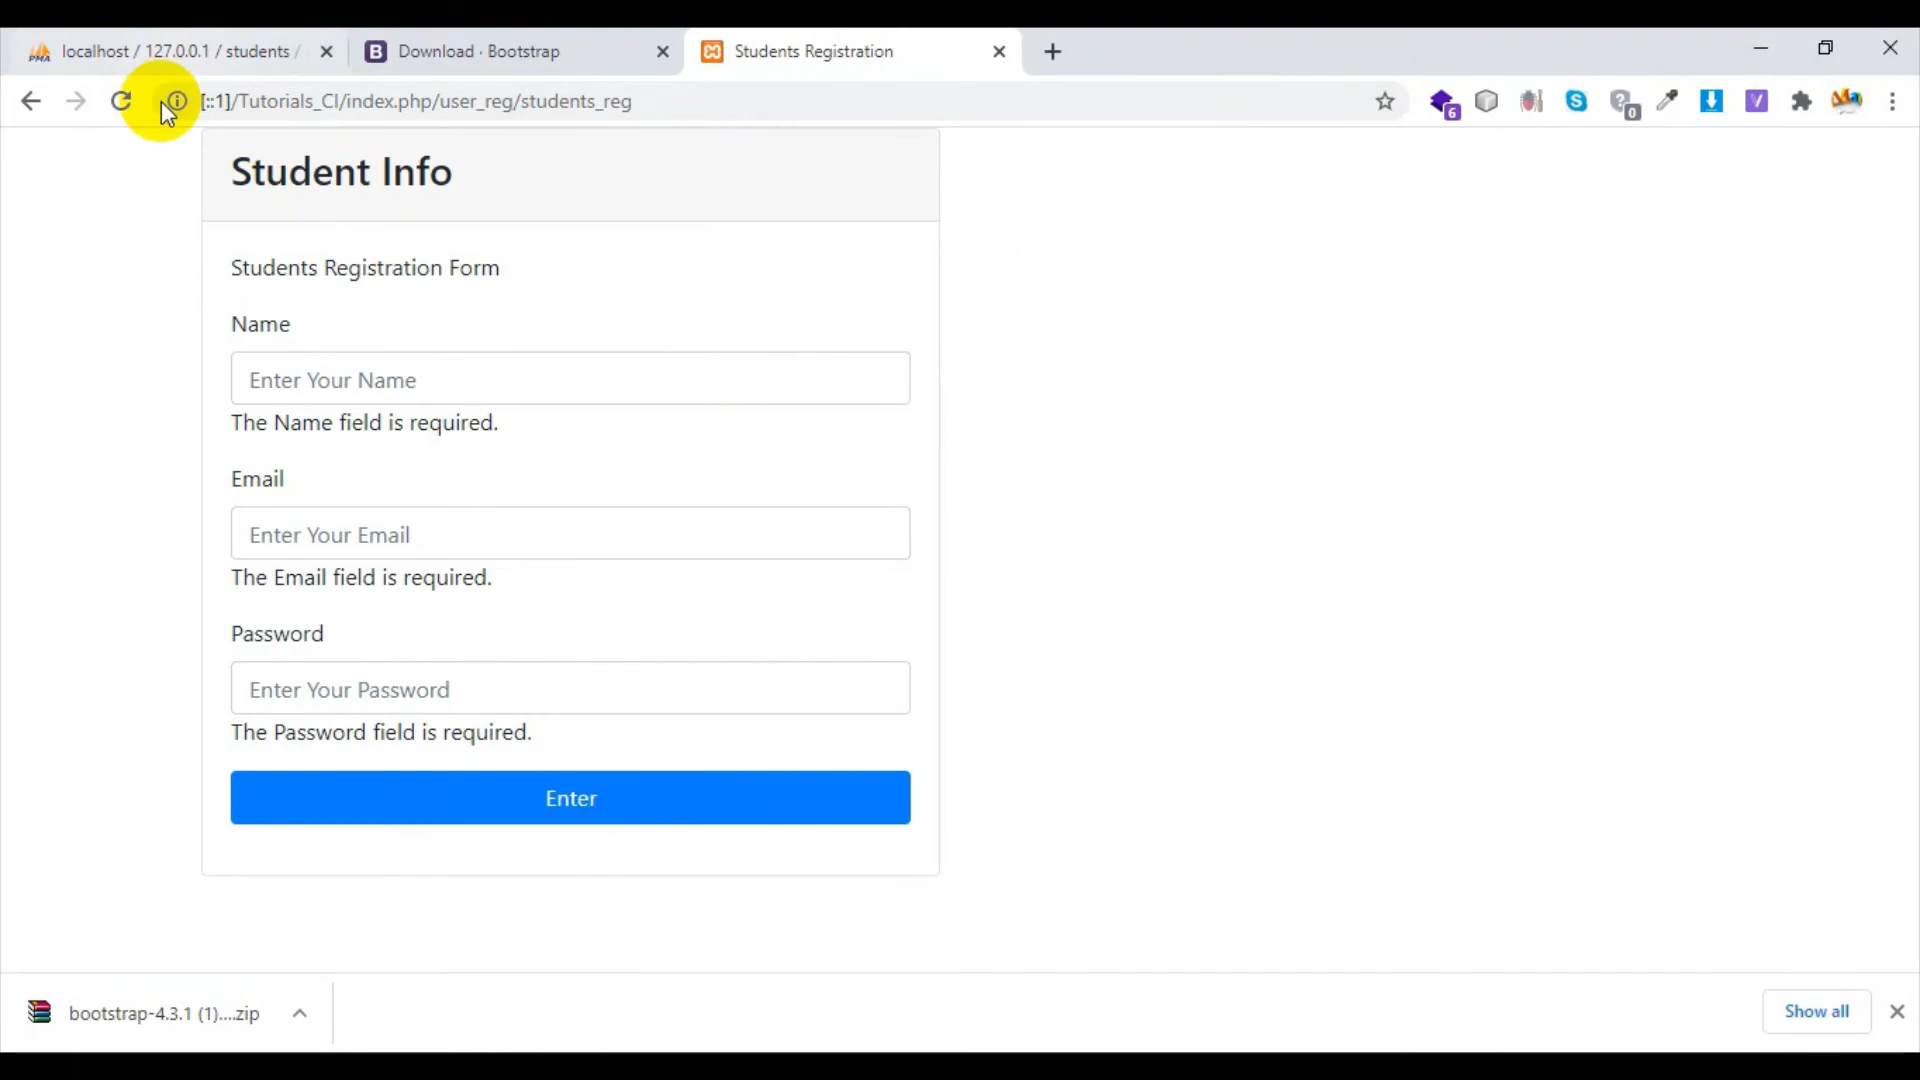 localhost / 127.0.0.1 / students /
Download · Bootstrap
Students Registration
[::1]/Tutorials_CI/index.php/user_reg/students_reg
6
0
V
Student Info
Students Registration Form
Name
Enter Your Name
The Name field is required.
Email
Enter Your Email
The Email field is required.
Password
Enter Your Password
The Password field is required.
Enter
bootstrap-4.3.1 (1)....zip
Show all